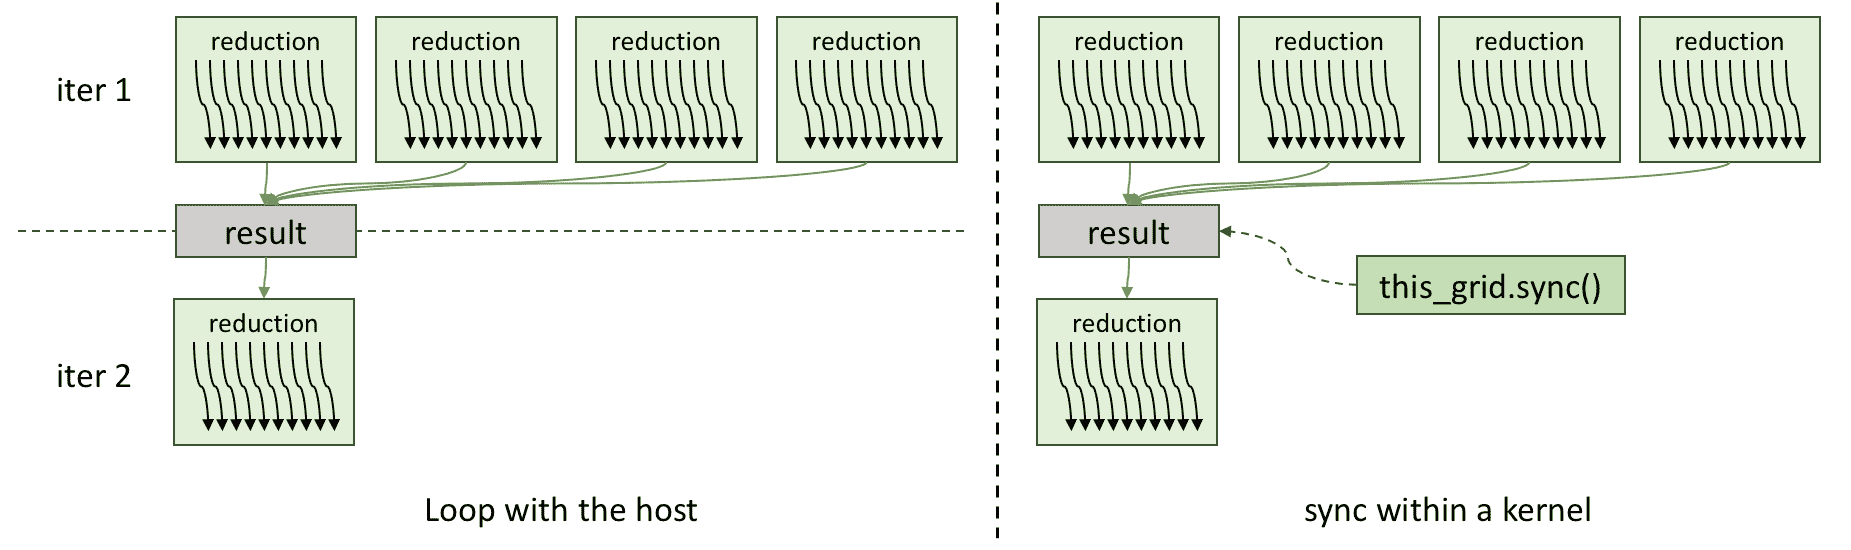 reduction
reduction
reduction
reduction
iter 1
result
reduction
iter 2
Loop with the host
reduction
reduction
reduction
reduction
result
this_grid.sync()
reduction
sync within a kernel